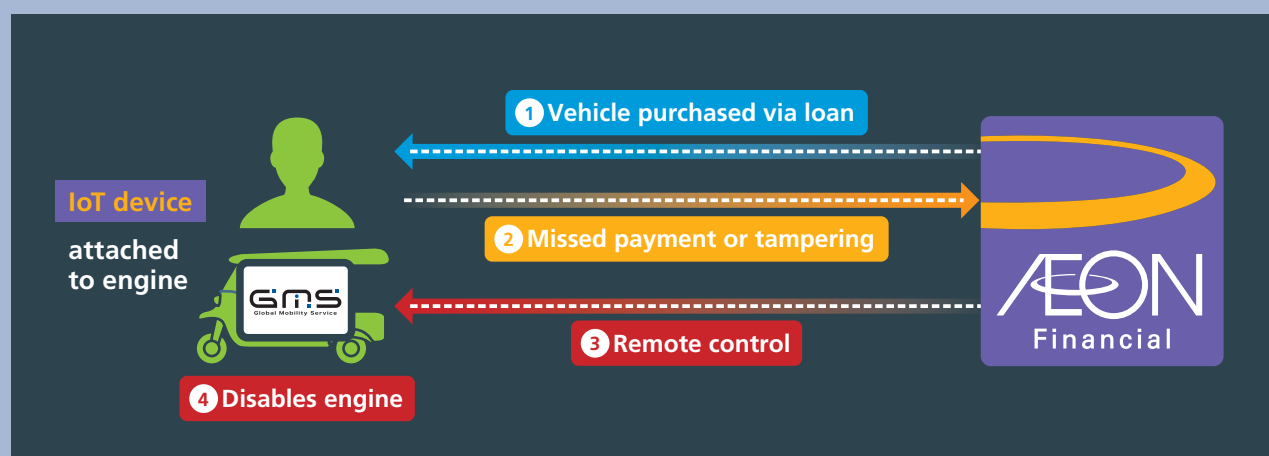 1 Vehicle purchased via loan
IoT device
attached
to engine
2 Missed payment or tampering
GMS
Global Mobility Service
3 Remote control
4 Disables engine
ÆON
Financial